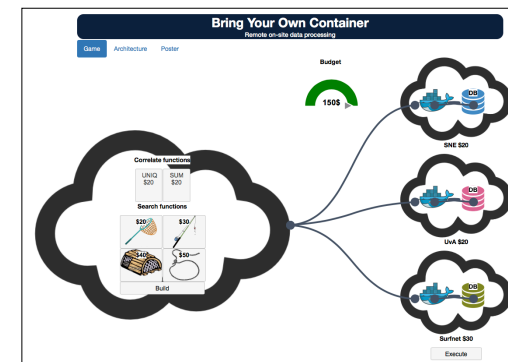 Bring Your Own Container
Remote on-site data processing
Game Architecture Poster
Budget
150$
DB
SNE $20
Correlate functions
UNIQ SUM
$20 $20
Search functions
$20 $30
$40 $50
Build
DB
UvA $20
DB
Surfnet $30
Execute